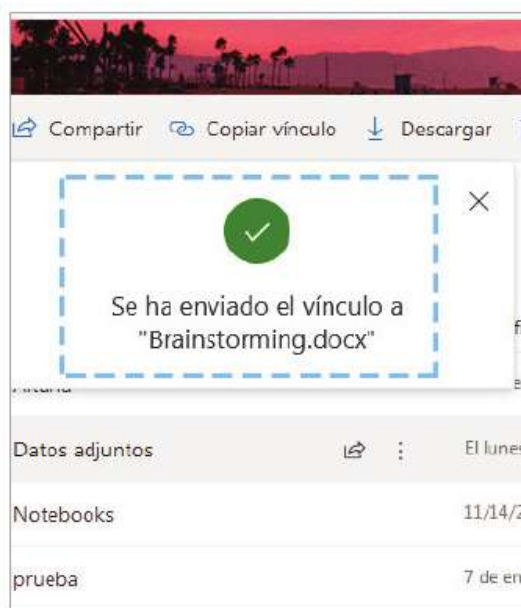 Compartir Copiar vínculo Descargar
Se ha enviado el vínculo a
"Brainstorming.docx"
Datos adjuntos El lunes
Notebooks 11/14/2
prueba 7 de en